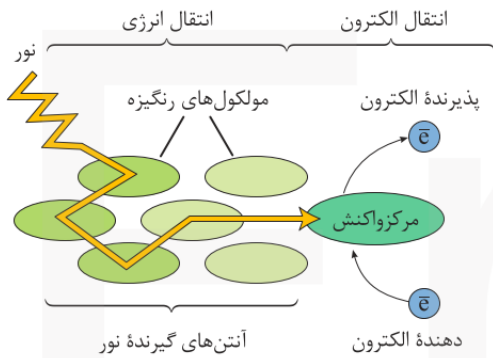 انتقال الکترون
انتقال انرژی
نور
مولکول‌های رنگیزه
پذیرندهٔ الکترون
e̅
مرکز واکنش
e̅
دهندهٔ الکترون
آنتن‌های گیرندهٔ نور